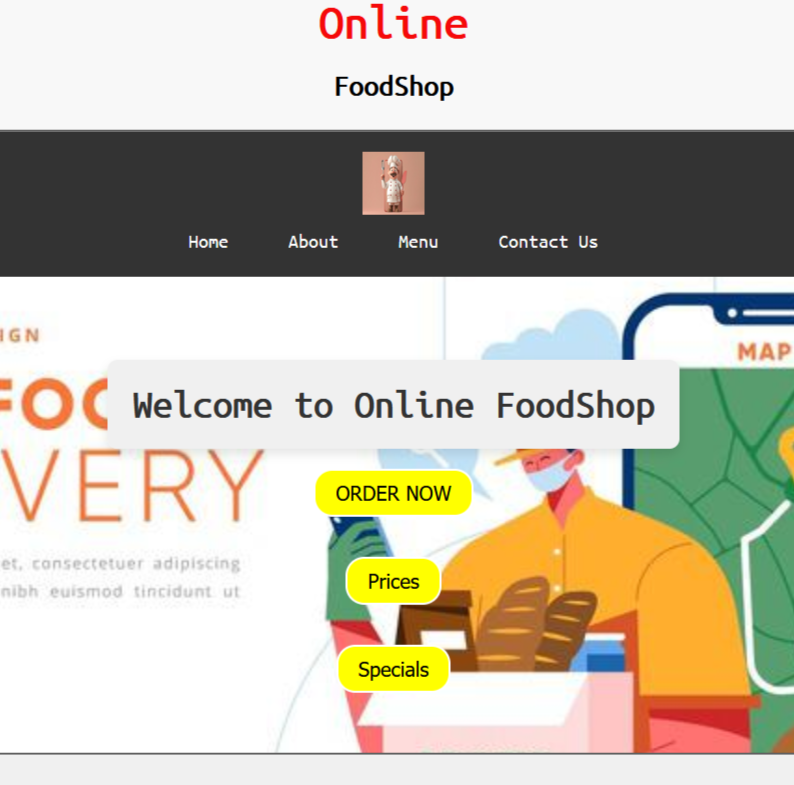 Online
FoodShop
Home About Menu Contact Us
IGN
MAP
FOO
Welcome to Online FoodShop
VERY
ORDER NOW
et, consectetuer adipiscing
nibh euismod tincidunt ut
Prices
Specials